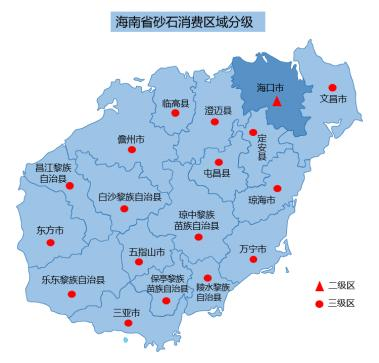 海南省砂石消费区域分级
海口市
文昌市
临高县
澄迈县
定安县
儋州市
屯昌县
昌江黎族
自治县
白沙黎族自治县
琼海市
琼中黎族
苗族自治县
东方市
五指山市
万宁市
乐东黎族自治县
保亭黎族
苗族自治县
陵水黎族
自治县
三亚市
二级区
三级区